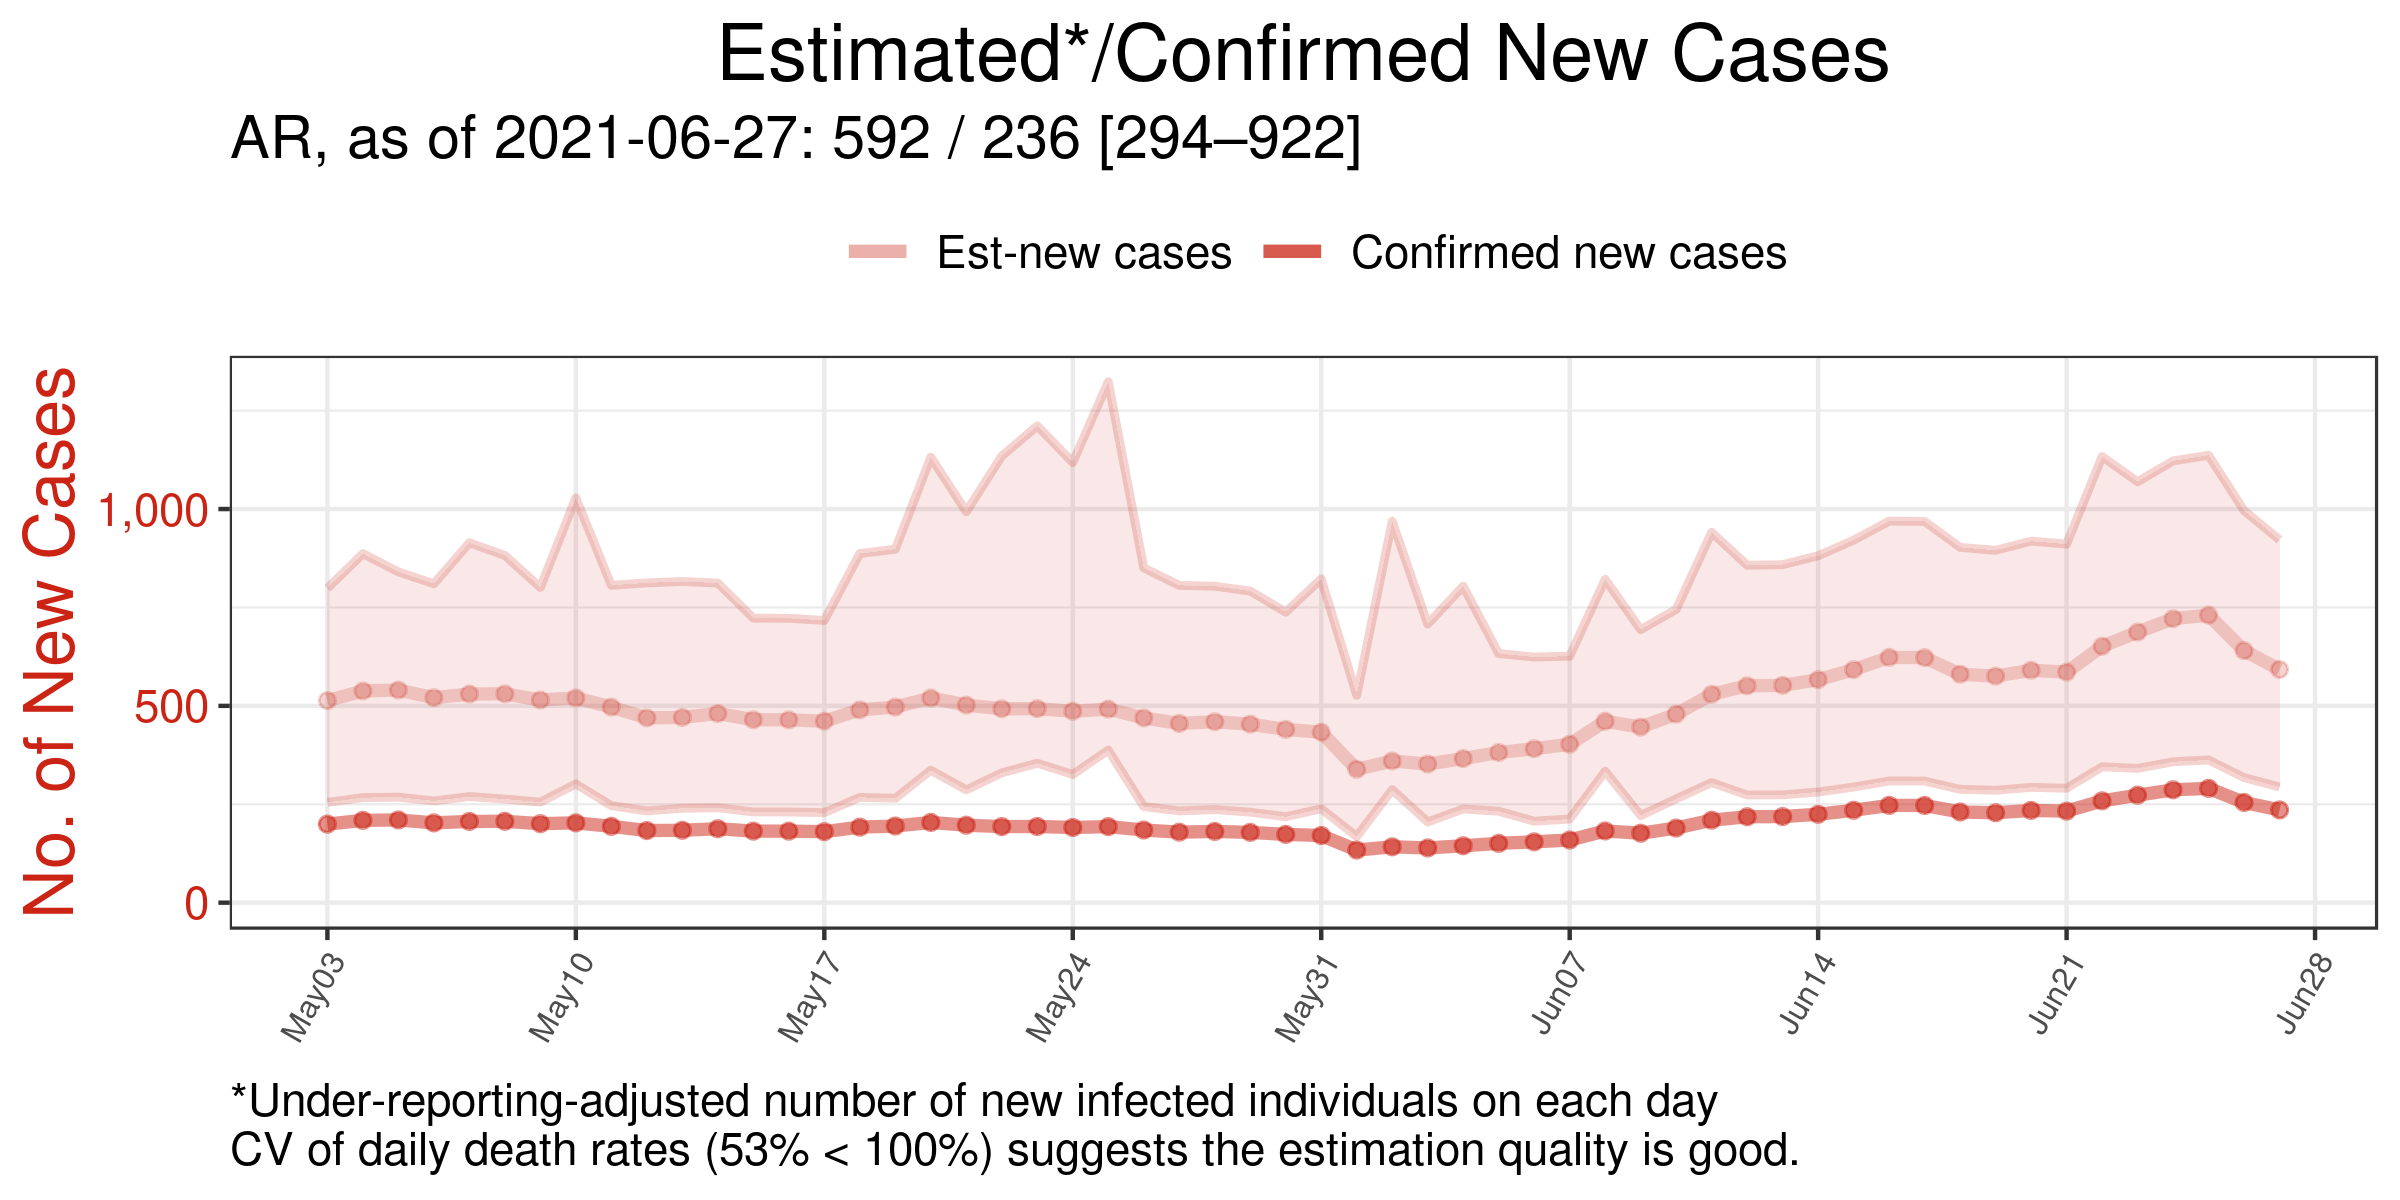 Estimated*/Confirmed New Cases
AR, as of 2021-06-27: 592 / 236 [294–922]
Est-new cases
Confirmed new cases
No. of New Cases
1,000
500
0
May03
May10
May17
May24
May31
Jun07
Jun14
Jun21
Jun28
*Under-reporting-adjusted number of new infected individuals on each day
CV of daily death rates (53% < 100%) suggests the estimation quality is good.